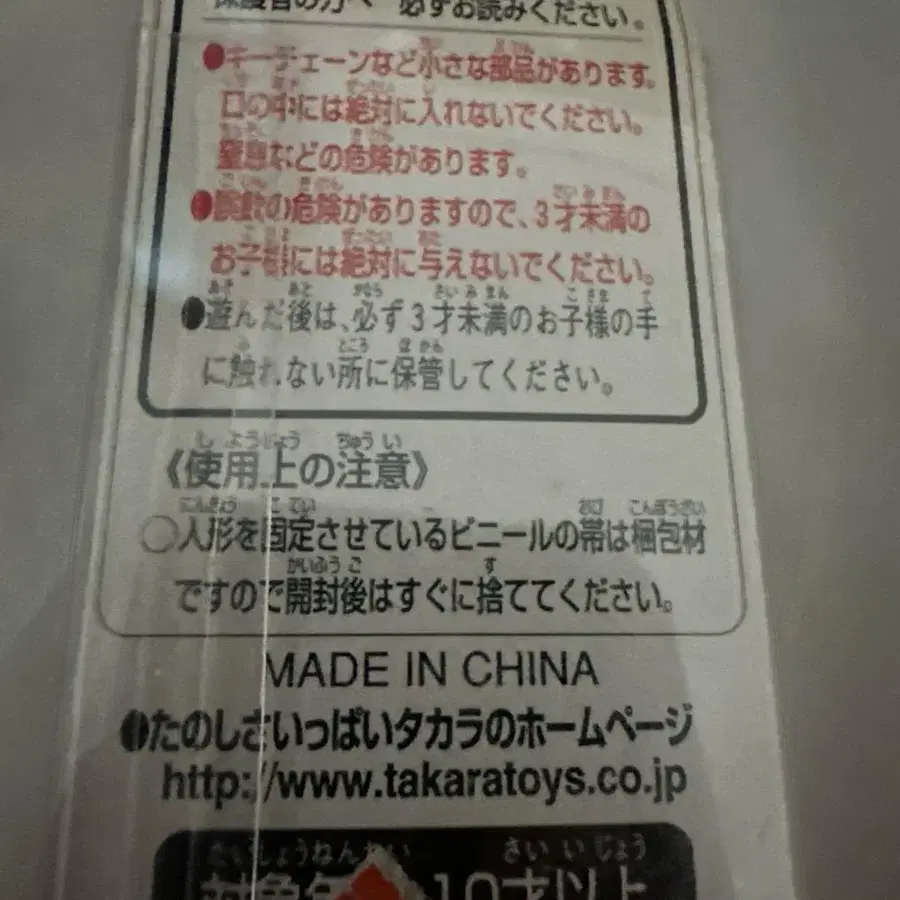 保護者の方へ 必ずお読みください。
●キーチェーンなど小さな部品があります。
口の中には絶対に入れないでください。
窒息などの危険があります。
●誤飲の危険がありますので、3才未満の
お子様には絶対に与えないでください。
●遊んだ後は、必ず3才未満のお子様の手
に触れない所に保管してください。
《使用上の注意》
○人形を固定させているビニールの帯は梱包材
ですので開封後はすぐに捨ててください。
MADE IN CHINA
●たのしさいっぱいタカラのホームページ
http://www.takaratoys.co.jp
対象年 10才以上